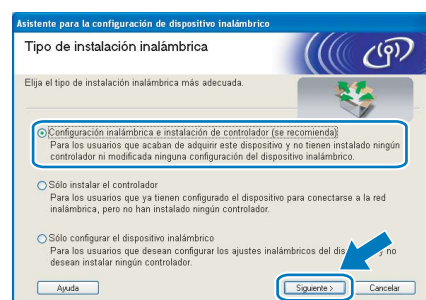 Asistente para la configuración de dispositivo inalámbrico
Tipo de instalación inalámbrica
Elija el tipo de instalación inalámbrica más adecuada.
Configuración inalámbrica e instalación de controlador (se recomienda)
Para los usuarios que acaban de adquirir este dispositivo y no tienen instalado ningún
controlador ni modificada ninguna configuración del dispositivo inalámbrico.
Sólo instalar el controlador
Para los usuarios que ya tienen configurado el dispositivo para conectarse a la red
inalámbrica, pero no han instalado ningún controlador.
Sólo configurar el dispositivo inalámbrico
Para los usuarios que desean configurar los ajustes inalámbricos del y no
desean instalar ningún controlador.
Ayuda
Siguiente >
Cancelar